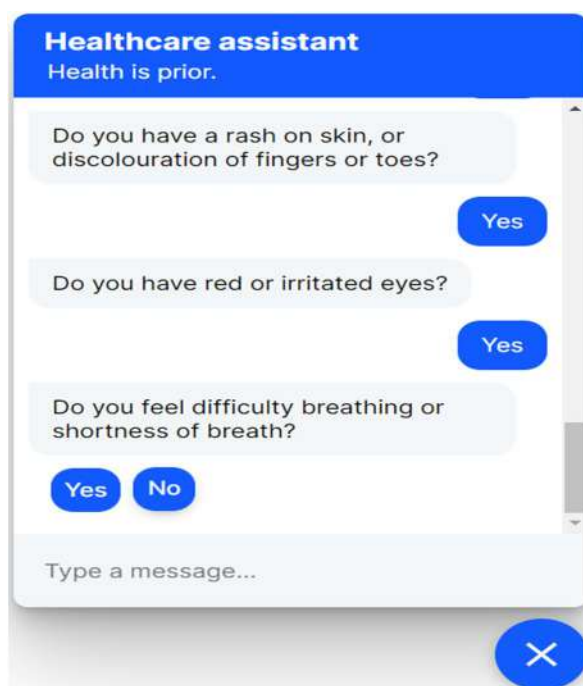 Healthcare assistant
Health is prior.
Do you have a rash on skin, or
discolouration of fingers or toes?
Yes
Do you have red or irritated eyes?
Yes
Do you feel difficulty breathing or
shortness of breath?
Yes No
Type a message...